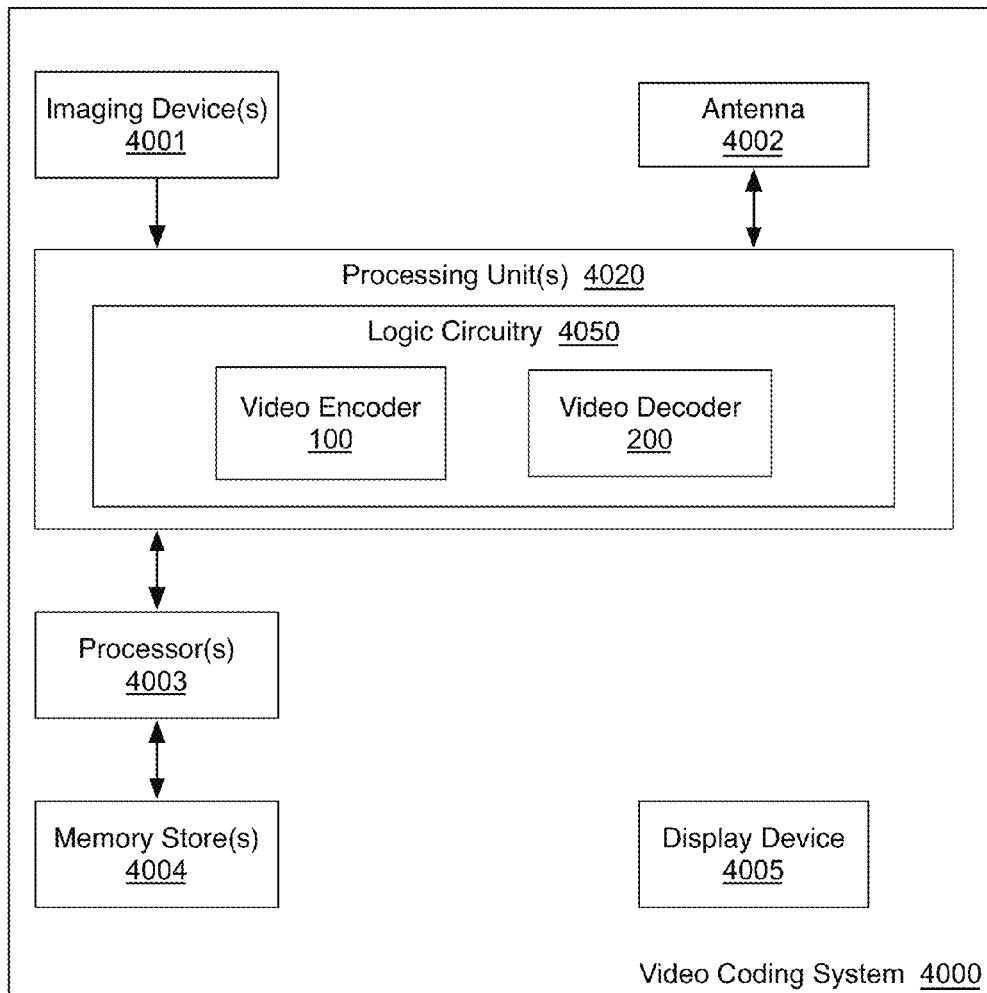 Imaging Device(s)
4001
Antenna
4002
Processing Unit(s) 4020
Logic Circuitry 4050
Video Encoder
100
Video Decoder
200
Processor(s)
4003
Memory Store(s)
4004
Display Device
4005
Video Coding System 4000